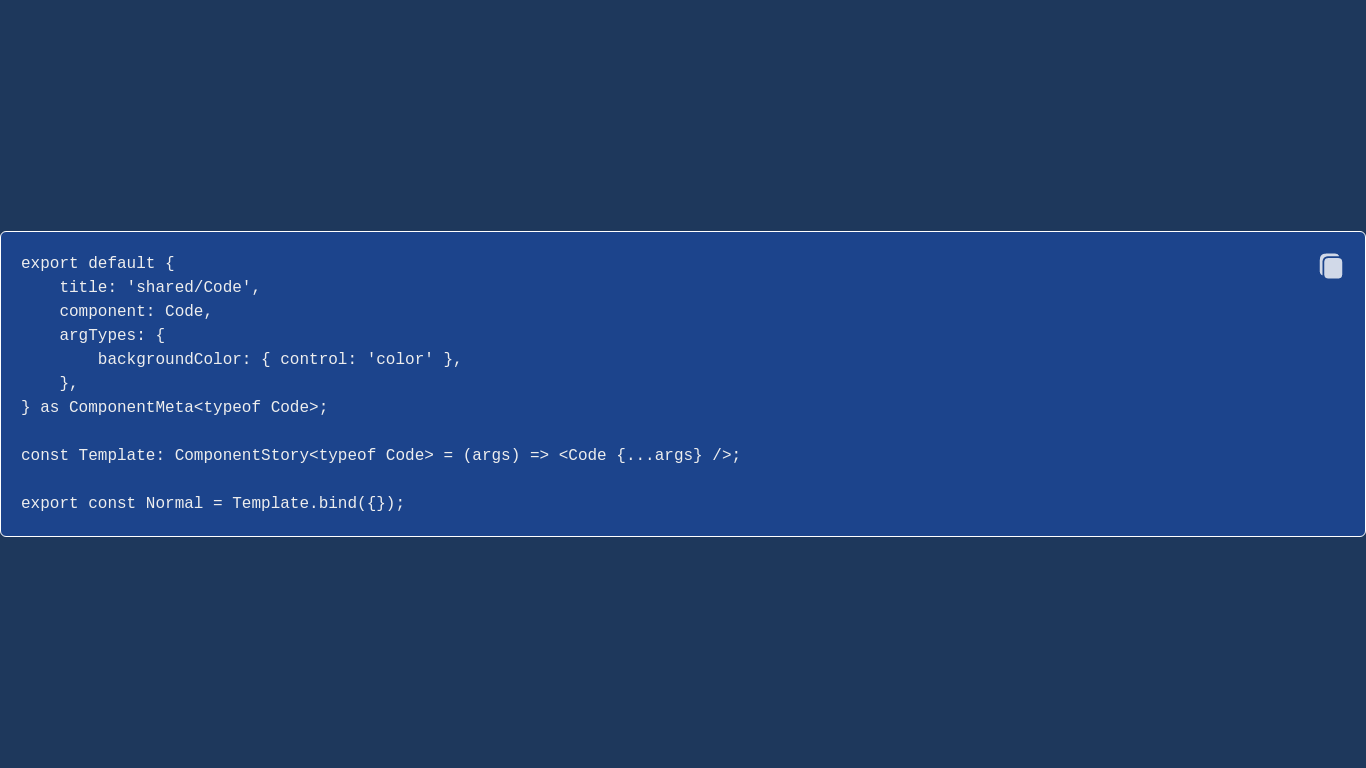 export default {
    title: 'shared/Code',
    component: Code,
    argTypes: {
        backgroundColor: { control: 'color' },
    },
} as ComponentMeta<typeof Code>;

const Template: ComponentStory<typeof Code> = (args) => <Code {...args} />;

export const Normal = Template.bind({});